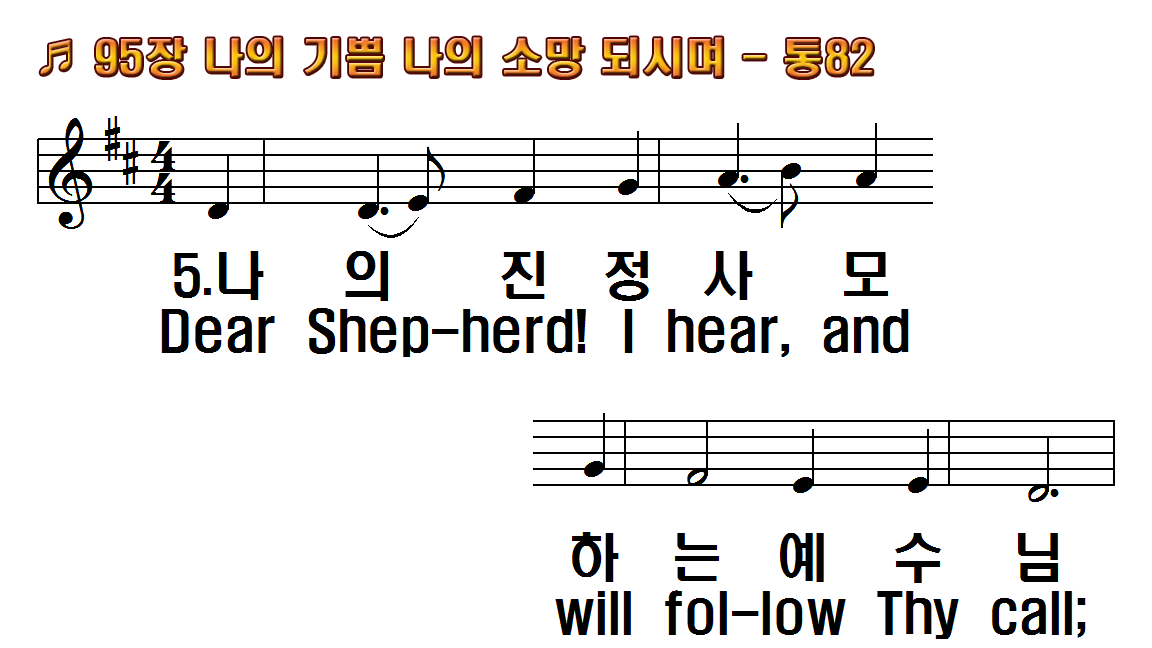 ♬ 95장 나의 기쁨 나의 소망 되시며 - 통82
5.나 의 진 정 사 모
Dear Shep-herd! I hear, and
하 는 예 수 님
will fol-low Thy call;